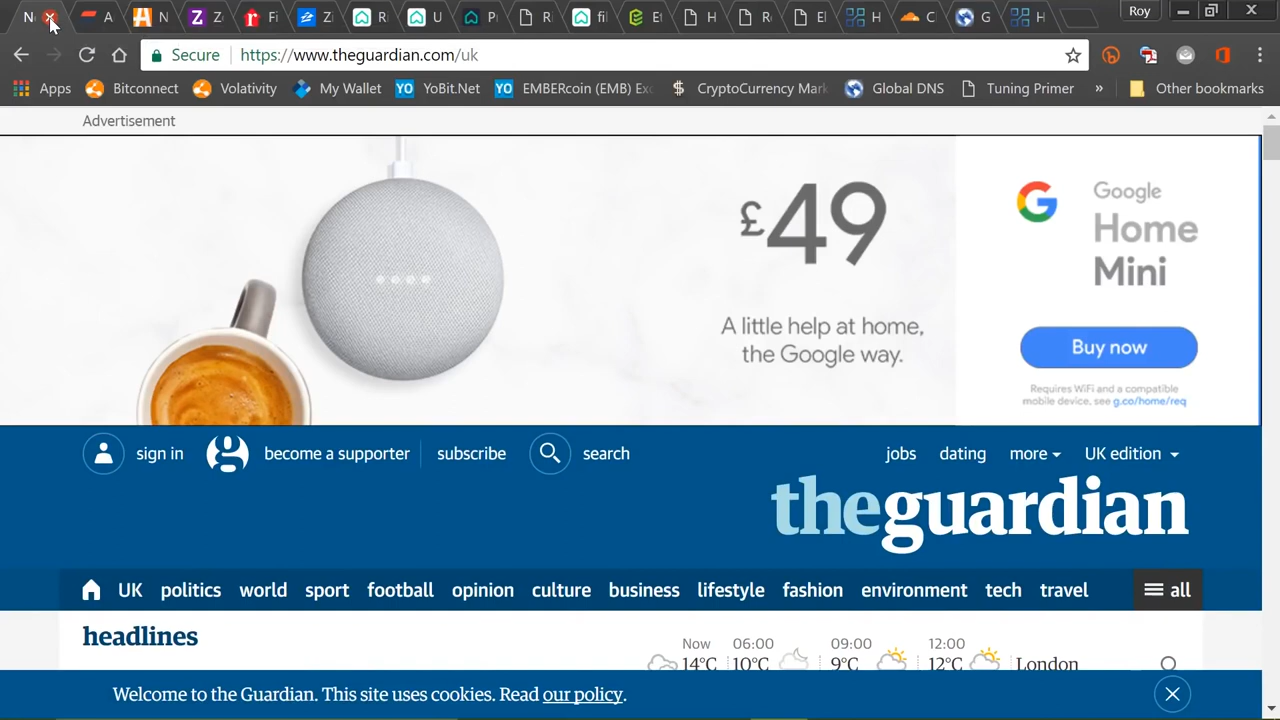 Roy
Secure https://www.theguardian.com/uk
Apps Bitconnect Volativity My Wallet YO YoBit.Net YO EMBERcoin (EMB) Exc CryptoCurrency Mark Global DNS Tuning Primer » Other bookmarks
Advertisement
£49
A little help at home,
the Google way.
Google
Home
Mini
Buy now
Requires WiFi and a compatible
mobile device. see g.co/home/req
sign in become a supporter subscribe search jobs dating more UK edition
theguardian
UK politics world sport football opinion culture business lifestyle fashion environment tech travel all
headlines
Now 06:00 09:00 12:00
14°C 10°C 9°C 12°C London
Welcome to the Guardian. This site uses cookies. Read our policy.